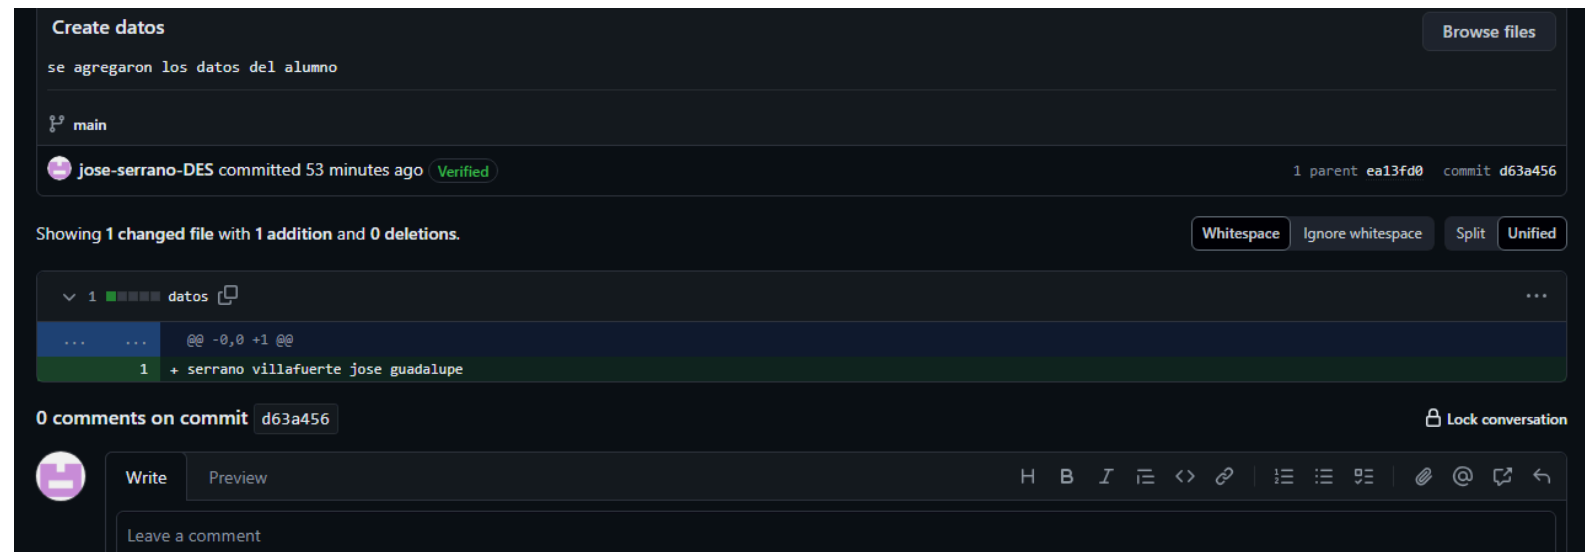 Create datos
Browse files
se agregaron los datos del alumno
main
jose-serrano-DES committed 53 minutes ago Verified
1 parent ea13fd0 commit d63a456
Showing 1 changed file with 1 addition and 0 deletions.
Whitespace Ignore whitespace Split Unified
1 datos
... ... @@ -0,0 +1 @@
1 + serrano villafuerte jose guadalupe
0 comments on commit d63a456
Lock conversation
Write Preview
Leave a comment